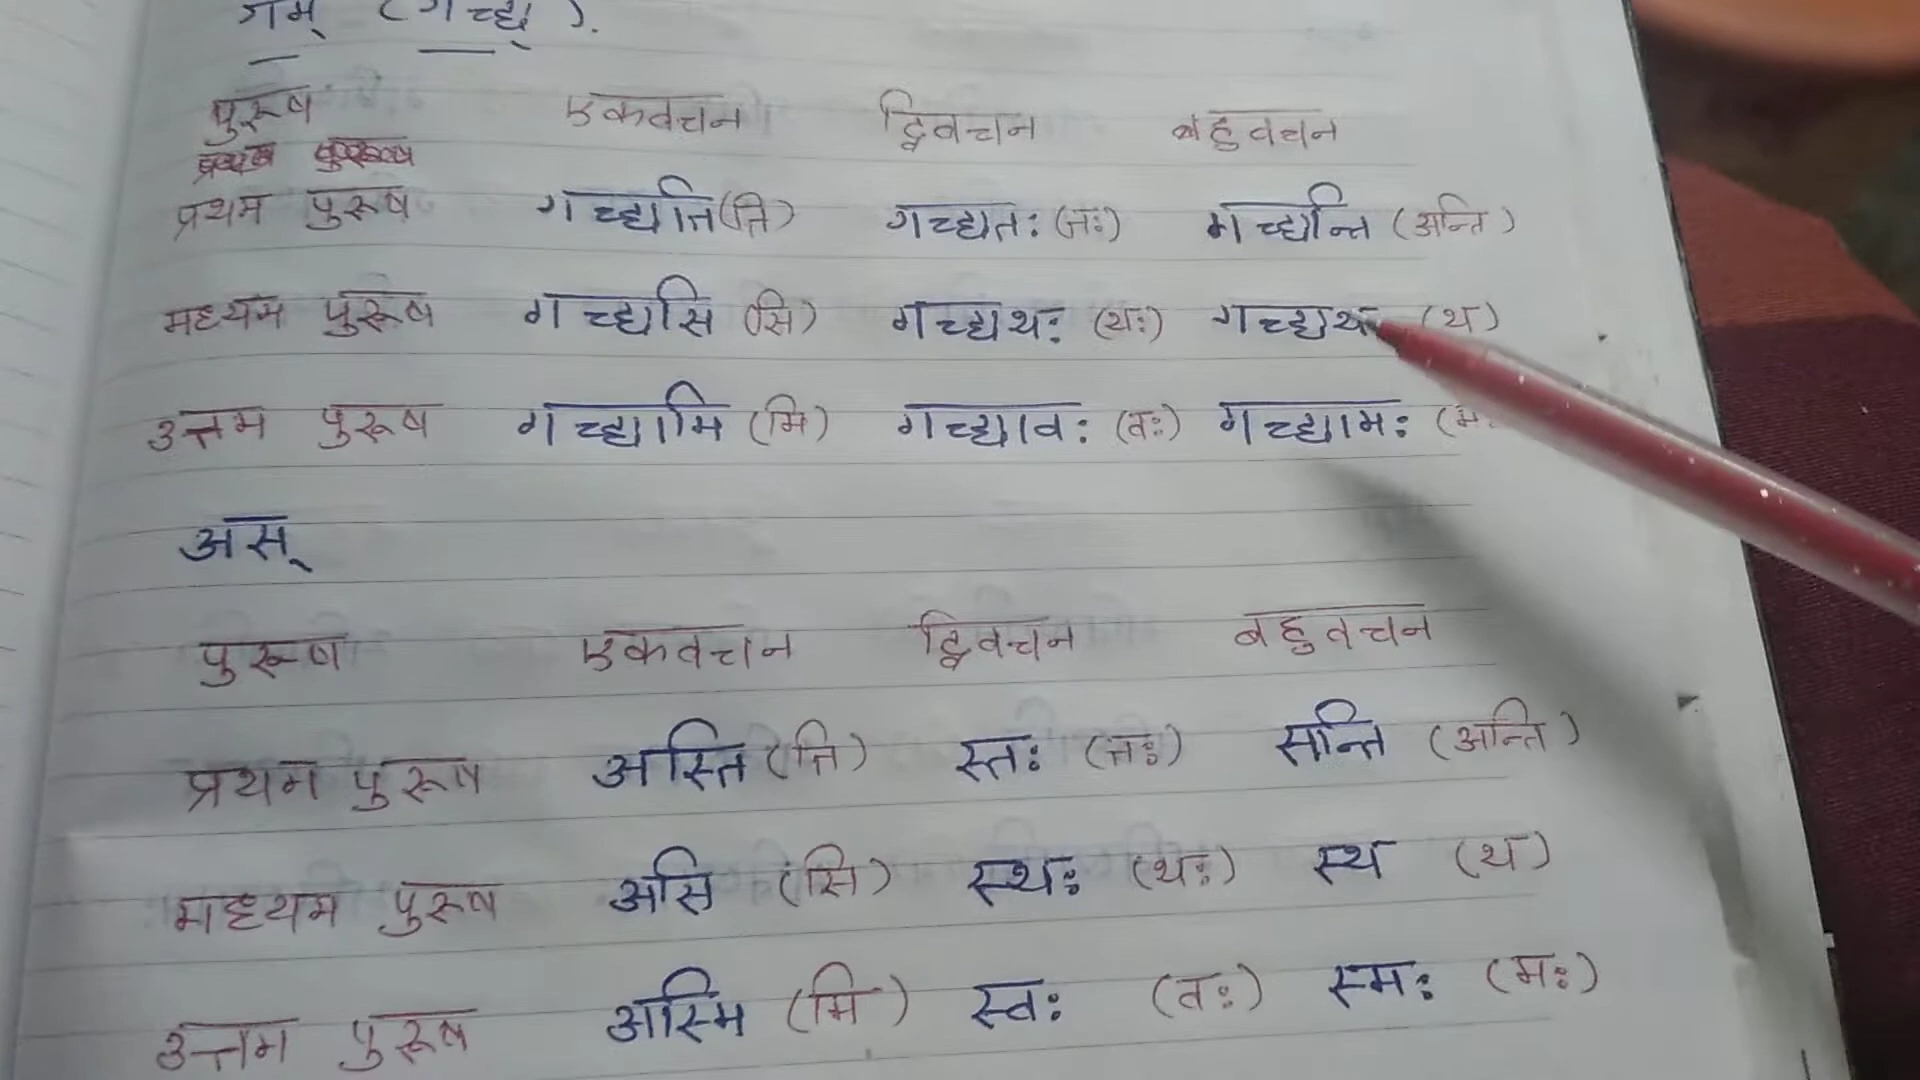 गम् (गच्छ्).
पुरूष एकवचन द्विवचन बहुवचन
प्रथम पुरूष
प्रथम पुरूष गच्छति (ति) गच्छतः (तः) गच्छन्ति (अन्ति)
मध्यम पुरूष गच्छसि (सि) गच्छथः (थः) गच्छथ (थ)
उत्तम पुरूष गच्छामि (मि) गच्छावः (वः) गच्छामः (मः
अस्
पुरूष एकवचन द्विवचन बहुवचन
प्रथम पुरूष अस्ति (ति) स्तः (तः) सन्ति (अन्ति)
मध्यम पुरूष असि (सि) स्थः (थः) स्थ (थ)
उत्तम पुरूष अस्मि (मि) स्वः (वः) स्मः (मः)